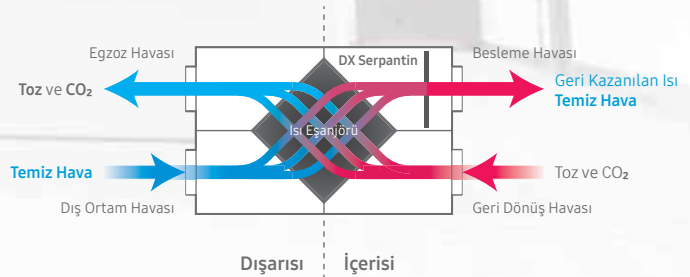 Egzoz Havası
DX Serpantin
Besleme Havası
Toz ve CO₂
Geri Kazanılan Isı
Temiz Hava
Isı Eşanjörü
Temiz Hava
Toz ve CO₂
Dış Ortam Havası
Geri Dönüş Havası
Dışarısı
İçerisi